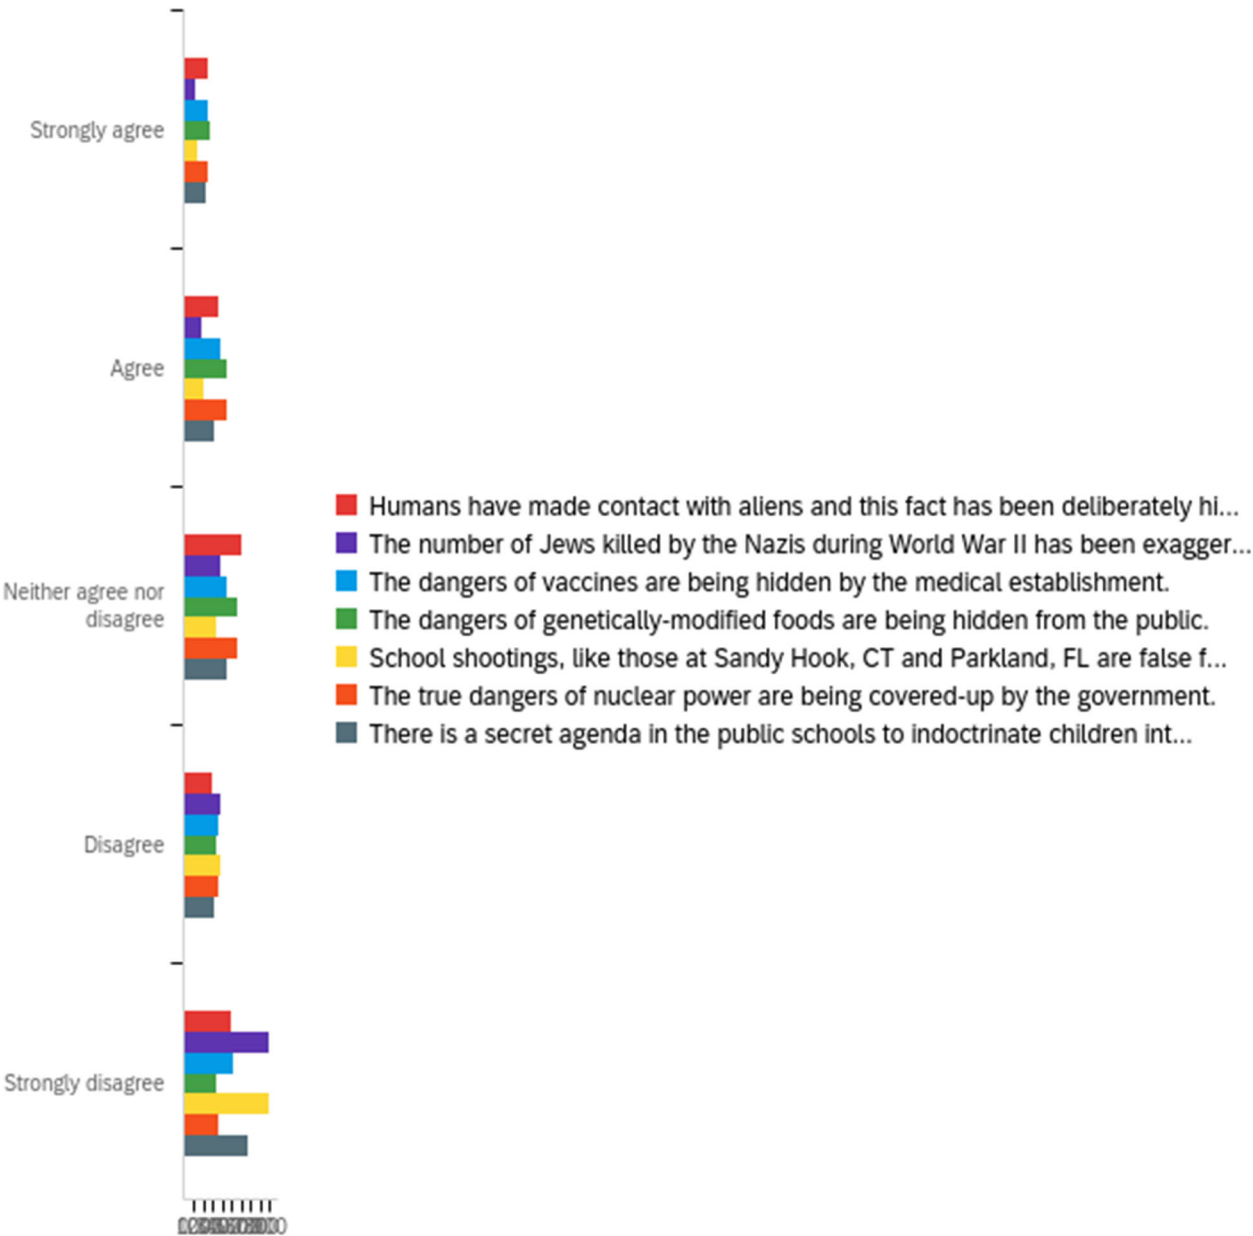 Strongly agree
Agree
Neither agree nor
disagree
Disagree
Strongly disagree
Humans have made contact with aliens and this fact has been deliberately hi...
The number of Jews killed by the Nazis during World War II has been exagger...
The dangers of vaccines are being hidden by the medical establishment.
The dangers of genetically-modified foods are being hidden from the public.
School shootings, like those at Sandy Hook, CT and Parkland, FL are false f...
The true dangers of nuclear power are being covered-up by the government.
There is a secret agenda in the public schools to indoctrinate children int...